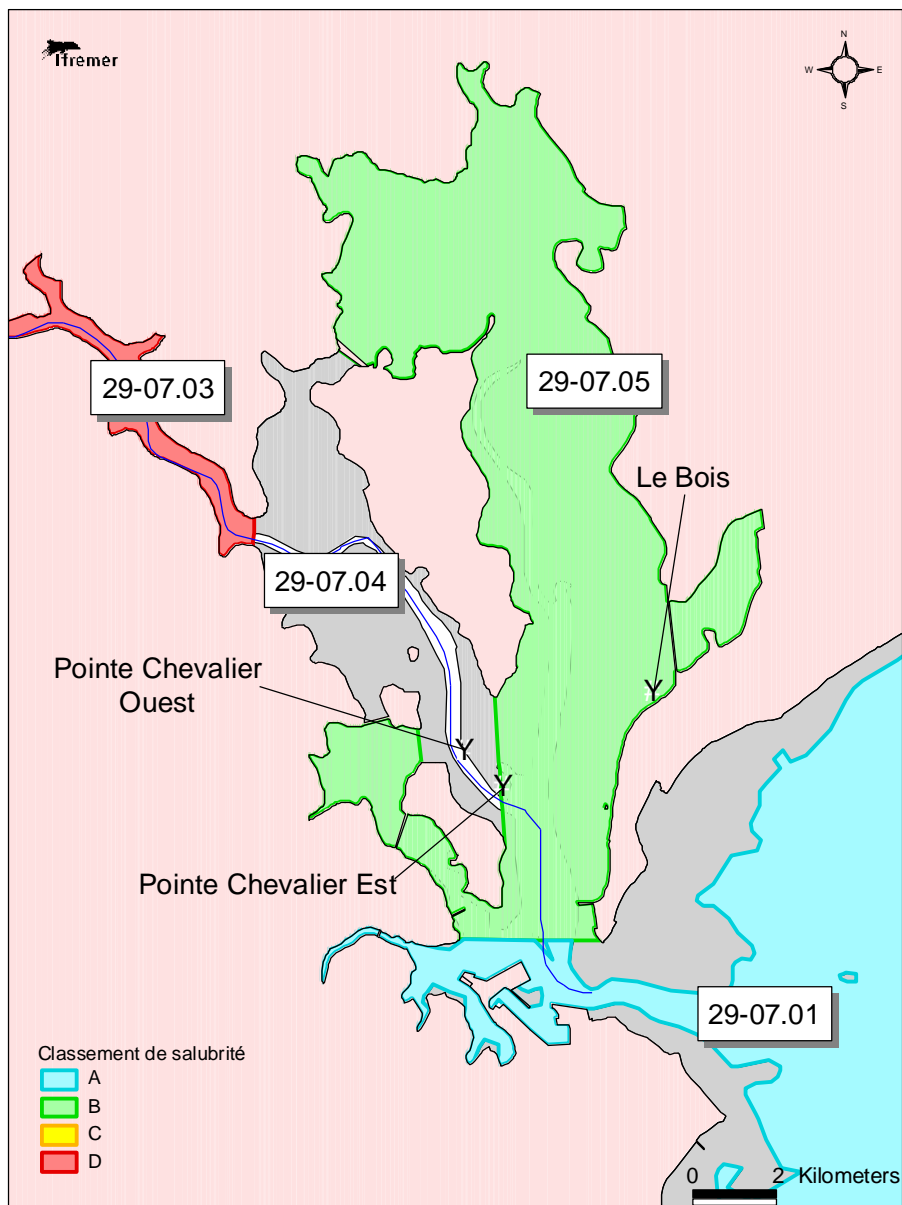 Ifremer
N
W E
S
29-07.03
29-07.05
Le Bois
29-07.04
Pointe Chevalier
Ouest
Y
Y
Y
Pointe Chevalier Est
29-07.01
Classement de salubrité
A
B
C
D
0 2 Kilometers